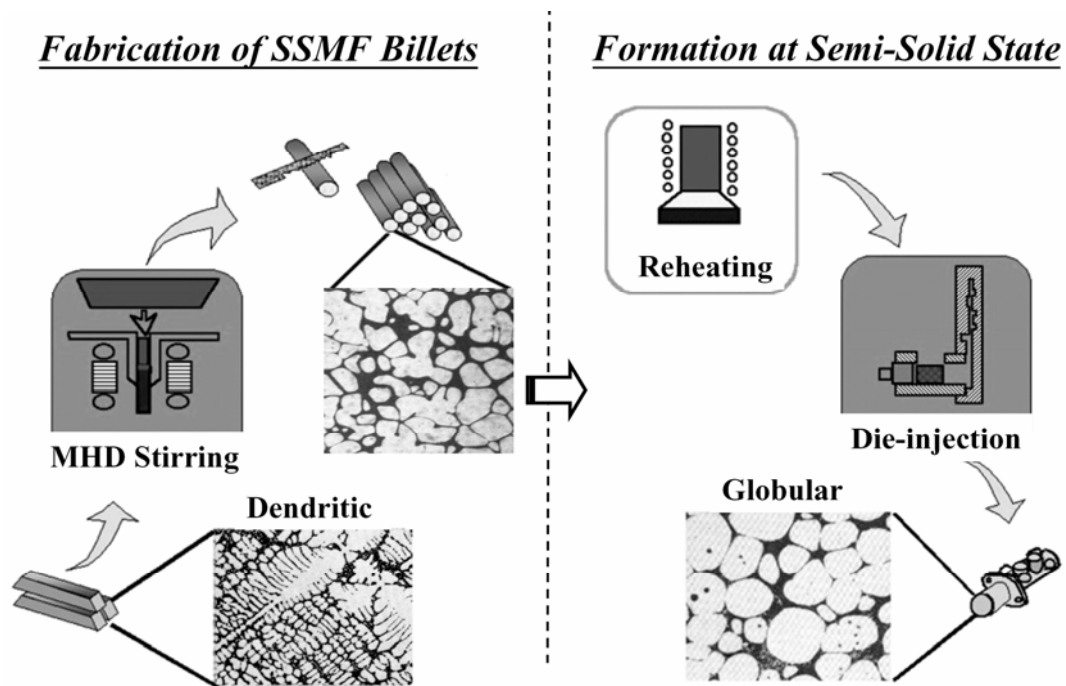 Fabrication of SSMF Billets
MHD Stirring
Dendritic
Formation at Semi-Solid State
Reheating
Die-injection
Globular